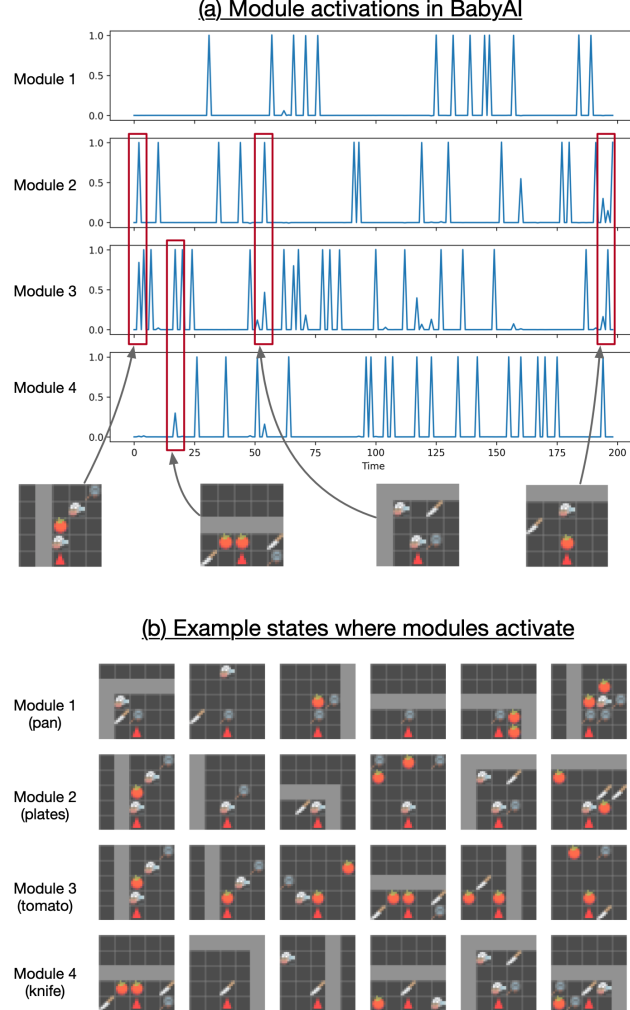 (a) Module activations in BabyAI
Module 1
1.0
0.5
0.0
Module 2
1.0
0.5
0.0
Module 3
1.0
0.5
0.0
Module 4
1.0
0.5
0.0
0 25 50 75 100 125 150 175 200
Time
(b) Example states where modules activate
Module 1
(pan)
Module 2
(plates)
Module 3
(tomato)
Module 4
(knife)